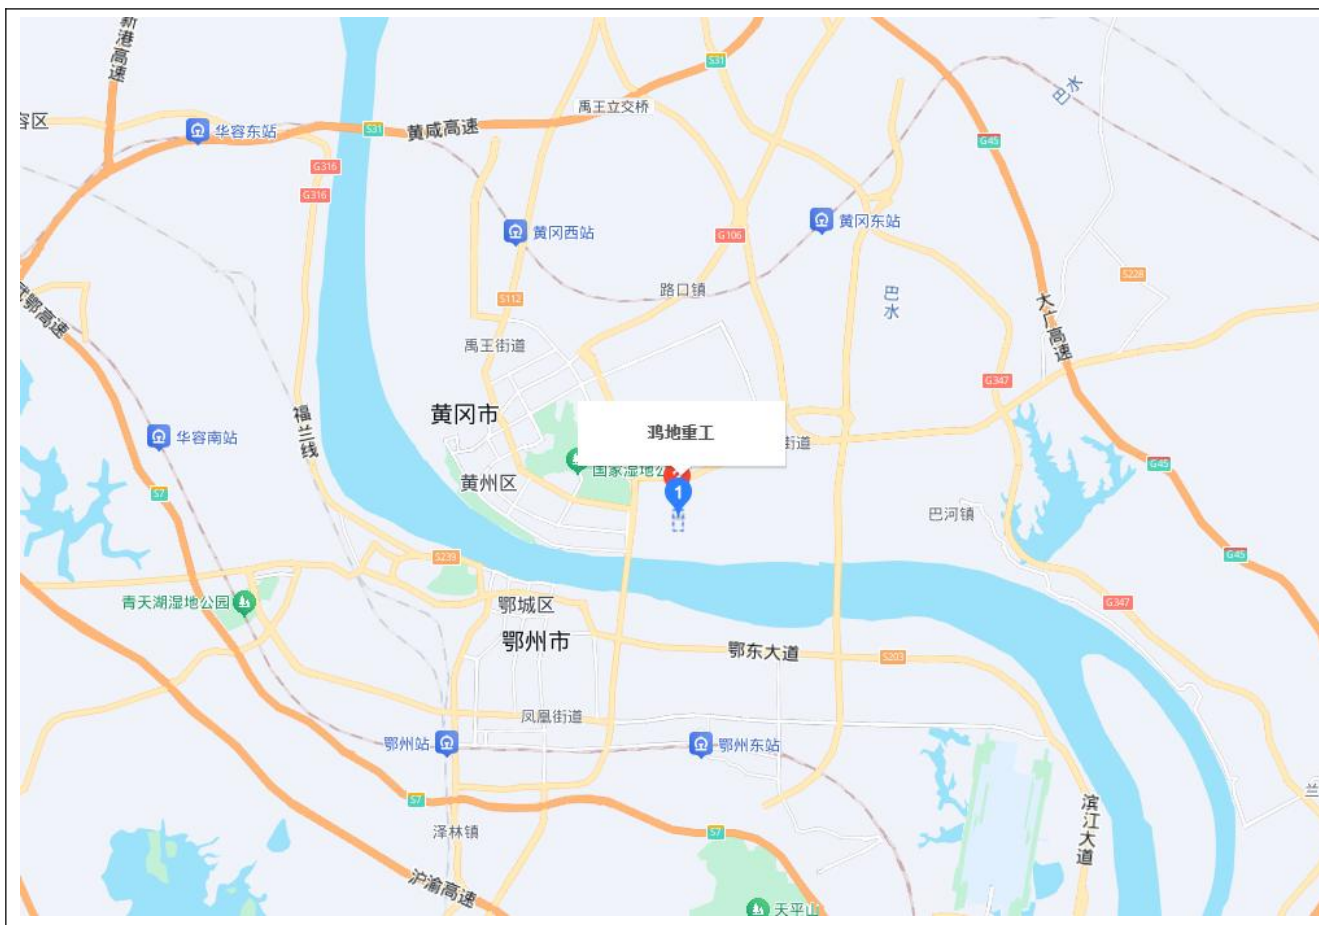 新港高速
S31
禹王立交桥
巴水
容区
华容东站
S31
黄咸高速
G45
G316
G316
黄冈西站
G106
黄冈东站
S228
武鄂高速
S112
路口镇
巴水
大广高速
禹王街道
G347
黄冈市
福兰线
鸿地重工
华容南站
街道
国家湿地公
G45
黄州区
S7
1
巴河镇
S239
G45
青天湖湿地公园
鄂城区
G347
鄂州市
鄂东大道
S203
凤凰街道
鄂州站
鄂州东站
S7
兰
泽林镇
S7
滨江大道
沪渝高速
天平山